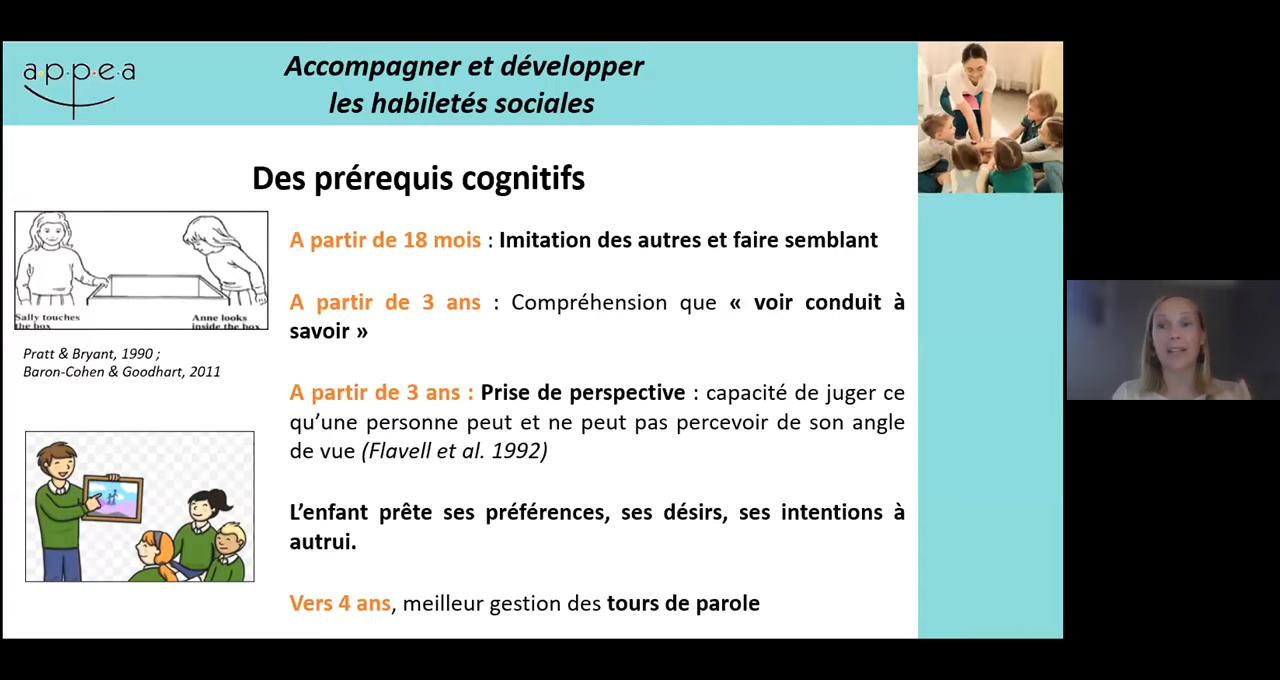 a.p.p.e.a
Accompagner et développer
les habiletés sociales
Des prérequis cognitifs
Sally touches
the box
Anne looks
inside the box
Pratt & Bryant, 1990 ;
Baron-Cohen & Goodhart, 2011
A partir de 18 mois : Imitation des autres et faire semblant
A partir de 3 ans : Compréhension que « voir conduit à
savoir »
A partir de 3 ans : Prise de perspective : capacité de juger ce
qu’une personne peut et ne peut pas percevoir de son angle
de vue (Flavell et al. 1992)
L’enfant prête ses préférences, ses désirs, ses intentions à
autrui.
Vers 4 ans, meilleur gestion des tours de parole